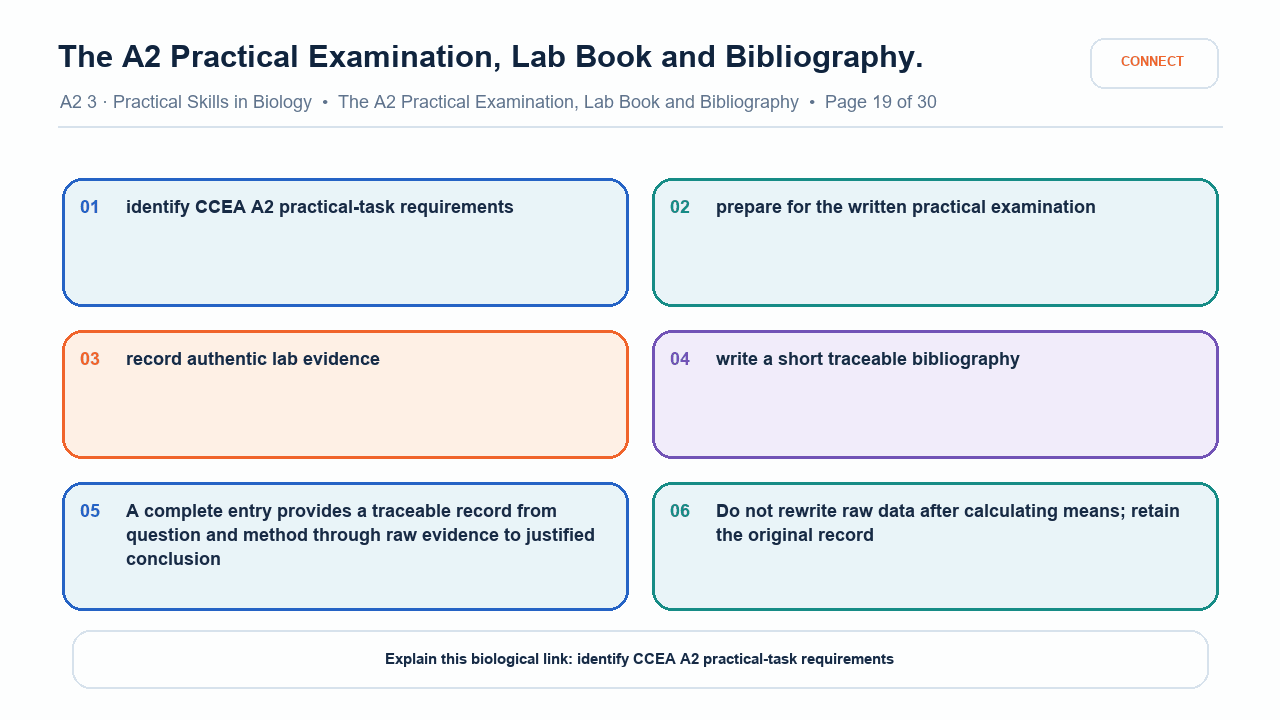 The A2 Practical Examination, Lab Book and Bibliography.
CONNECT
A2 3 · Practical Skills in Biology • The A2 Practical Examination, Lab Book and Bibliography • Page 19 of 30
01 identify CCEA A2 practical-task requirements
02 prepare for the written practical examination
03 record authentic lab evidence
04 write a short traceable bibliography
05 A complete entry provides a traceable record from
question and method through raw evidence to justified
conclusion
06 Do not rewrite raw data after calculating means; retain
the original record
Explain this biological link: identify CCEA A2 practical-task requirements